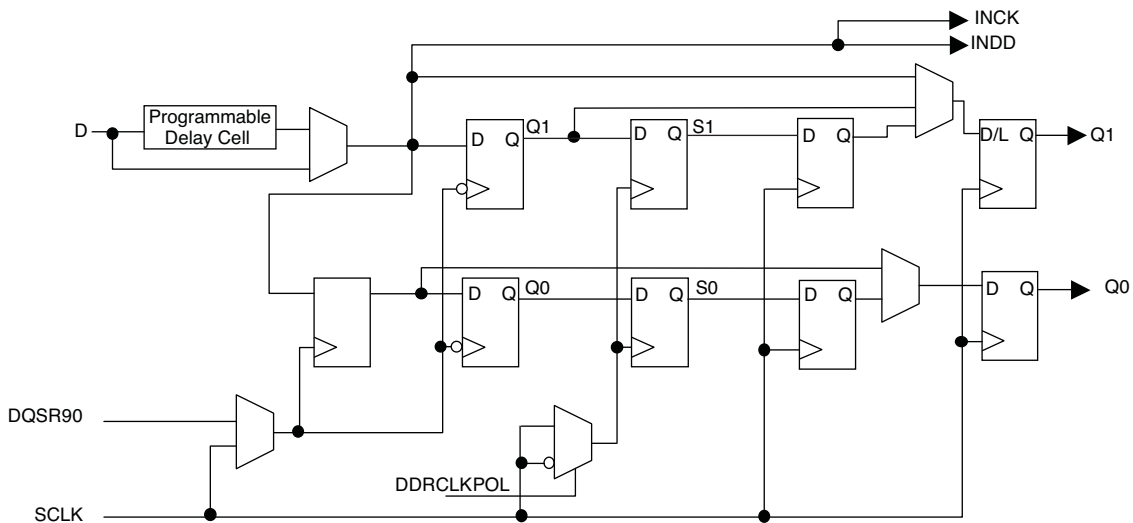 INCK
INDD
Programmable
Delay Cell
D
Q1
S1
D Q
D Q
D
D/L Q
Q1
Q0
S0
D Q
D Q
D Q
Q0
DQSR90
DDRCLKPOL
SCLK